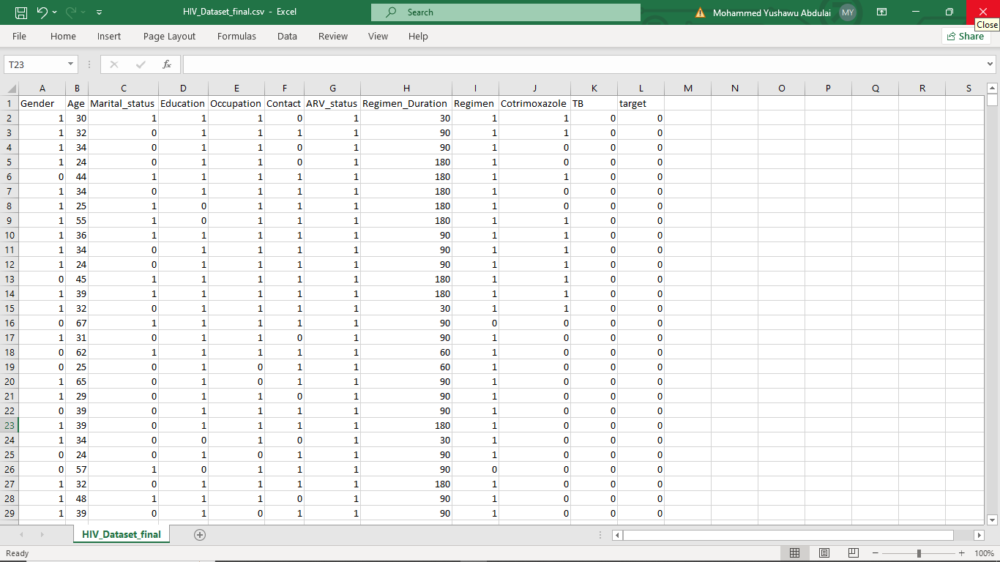 HIV_Dataset_final.csv - Excel
Search
Mohammed Yushawu Abdulai MY
Close
File Home Insert Page Layout Formulas Data Review View Help Share
T23 fx
A B C D E F G H I J K L M N O P Q R S
1 Gender Age Marital_status Education Occupation Contact ARV_status Regimen_Duration Regimen Cotrimoxazole TB target
2 1 30 1 1 1 0 1 30 1 1 0 0
3 1 32 0 1 1 1 1 90 1 1 0 0
4 1 34 0 1 1 0 1 90 1 0 0 0
5 1 24 0 1 1 0 1 180 1 0 0 0
6 0 44 1 1 1 1 1 180 1 1 0 0
7 1 34 0 1 1 1 1 180 1 0 0 0
8 1 25 1 0 1 1 1 180 1 0 0 0
9 1 55 1 0 1 1 1 180 1 1 0 0
10 1 36 1 1 1 1 1 90 1 1 0 0
11 1 34 0 1 1 1 1 90 1 1 0 0
12 1 24 0 1 1 1 1 90 1 1 0 0
13 0 45 1 1 1 1 1 180 1 1 0 0
14 1 39 1 1 1 1 1 180 1 1 0 0
15 1 32 0 1 1 1 1 30 1 1 0 0
16 0 67 1 1 1 1 1 90 0 0 0 0
17 1 31 0 1 1 0 1 90 1 0 0 0
18 0 62 1 1 1 1 1 60 1 0 0 0
19 0 25 0 1 0 1 1 60 1 0 0 0
20 1 65 0 1 0 1 1 90 1 0 0 0
21 1 29 0 1 1 0 1 90 1 0 0 0
22 0 39 0 1 1 1 1 90 1 0 0 0
23 1 39 0 1 1 1 1 180 1 0 0 0
24 1 34 0 0 1 0 1 30 1 0 0 0
25 0 24 0 1 0 1 1 90 1 0 0 0
26 0 57 1 0 1 1 1 90 0 0 0 0
27 1 32 0 1 1 1 1 180 1 0 0 0
28 1 48 1 1 1 0 1 90 1 0 0 0
29 1 39 0 1 0 1 1 90 1 0 0 0
HIV_Dataset_final
Ready 100%